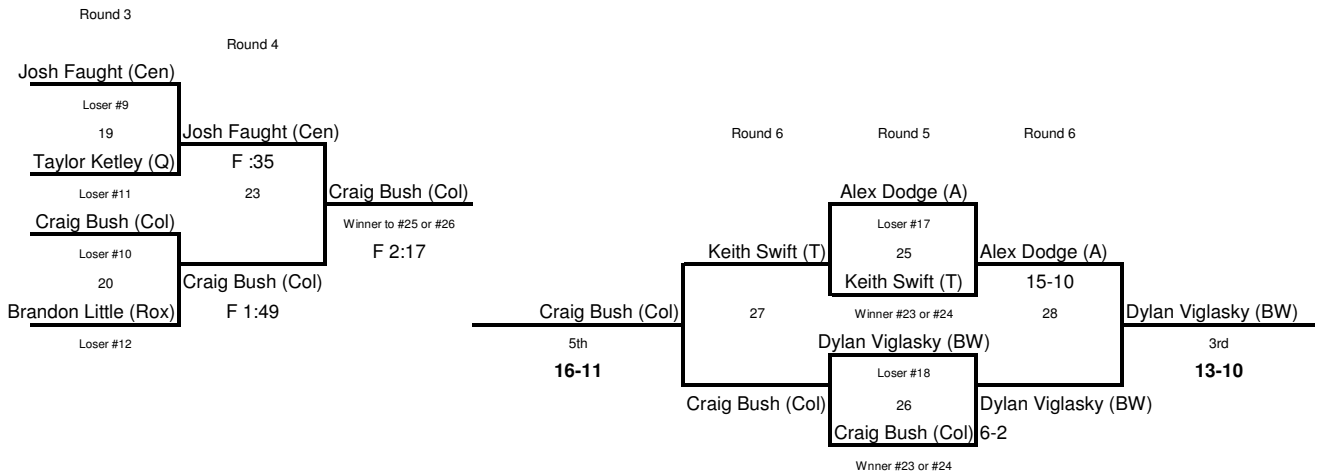 Round 3
Round 4
Josh Faught (Cen)
Loser #9
19
Josh Faught (Cen)
Taylor Ketley (Q)
F :35
Loser #11
23
Craig Bush (Col)
Craig Bush (Col)
Winner to #25 or #26
Loser #10
F 2:17
20
Craig Bush (Col)
Brandon Little (Rox)
F 1:49
Loser #12
Round 6
Round 5
Round 6
Alex Dodge (A)
Loser #17
Keith Swift (T)
25
Alex Dodge (A)
Keith Swift (T)
15-10
Craig Bush (Col)
27
Winner #23 or #24
28
Dylan Viglasky (BW)
5th
Dylan Viglasky (BW)
3rd
16-11
Loser #18
13-10
Craig Bush (Col)
26
Dylan Viglasky (BW)
Craig Bush (Col)
6-2
Wnner #23 or #24